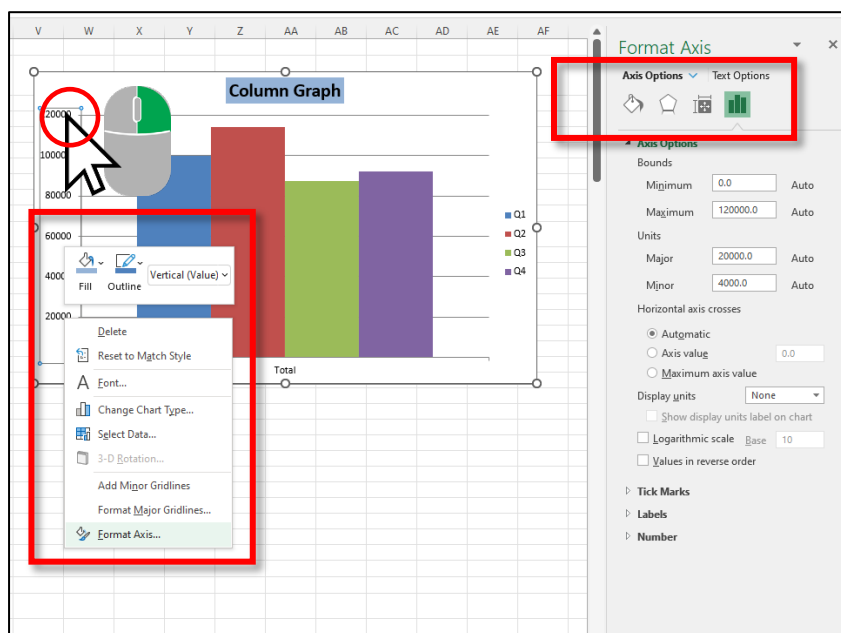 V W X Y Z AA AB AC AD AE AF
Column Graph
120000
100000
80000
60000
40000
20000
Total
Q1
Q2
Q3
Q4
Fill
Outline
Vertical (Value)
Delete
Reset to Match Style
Font...
Change Chart Type...
Select Data...
3-D Rotation...
Add Minor Gridlines
Format Major Gridlines...
Format Axis...
Format Axis
Axis Options Text Options
Axis Options
Bounds
Minimum 0.0 Auto
Maximum 120000.0 Auto
Units
Major 20000.0 Auto
Minor 4000.0 Auto
Horizontal axis crosses
Automatic
Axis value 0.0
Maximum axis value
Display units None
Show display units label on chart
Logarithmic scale Base 10
Values in reverse order
Tick Marks
Labels
Number